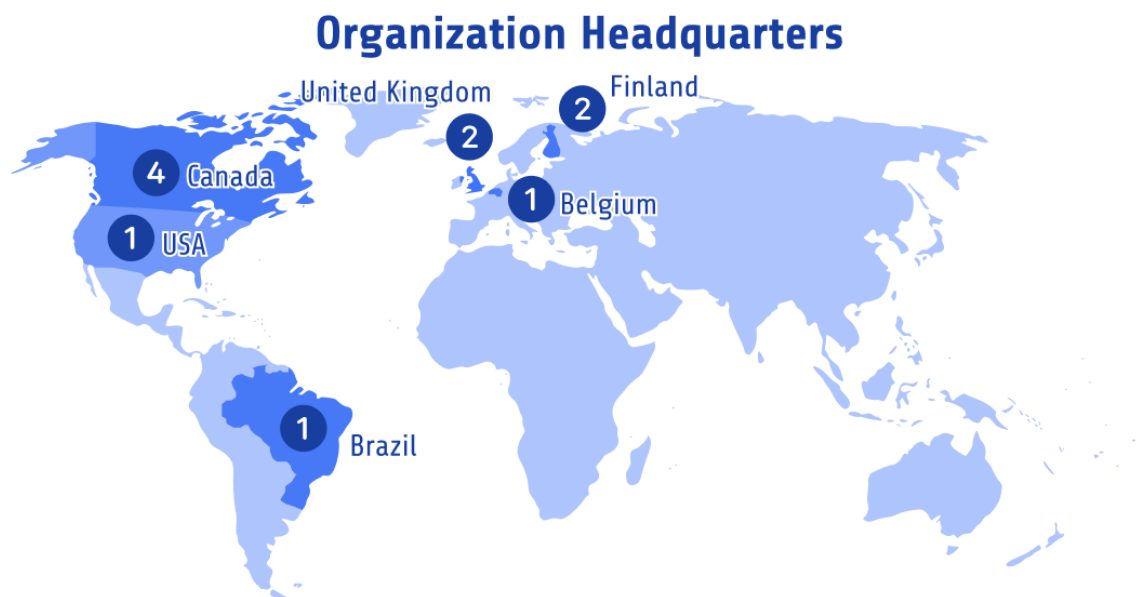 Organization Headquarters
United Kingdom
2
Finland
2
4 Canada
1 Belgium
1 USA
1
Brazil